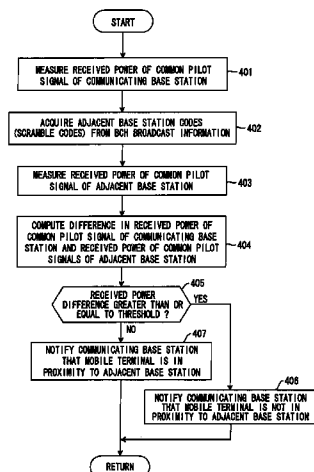 START
MEASURE RECEIVED POWER OF COMMON PILOT
SIGNAL OF COMMUNICATING BASE STATION
401
ACQUIRE ADJACENT BASE STATION CODES
(SCRAMBLE CODES) FROM BCH BROADCAST INFORMATION
402
MEASURE RECEIVED POWER OF COMMON PILOT
SIGNAL OF ADJACENT BASE STATION
403
COMPUTE DIFFERENCE IN RECEIVED POWER OF
COMMON PILOT SIGNAL OF COMMUNICATING BASE
STATION AND RECEIVED POWER OF COMMON PILOT
SIGNALS OF ADJACENT BASE STATION
404
405
RECEIVED POWER
DIFFERENCE GREATER THAN OR
EQUAL TO THRESHOLD ?
YES
NO
407
NOTIFY COMMUNICATING BASE STATION
THAT MOBILE TERMINAL IS IN
PROXIMITY TO ADJACENT STATION
406
NOTIFY COMMUNICATING BASE STATION
THAT MOBILE TERMINAL IS NOT IN
PROXIMITY TO ADJACENT STATION
RETURN